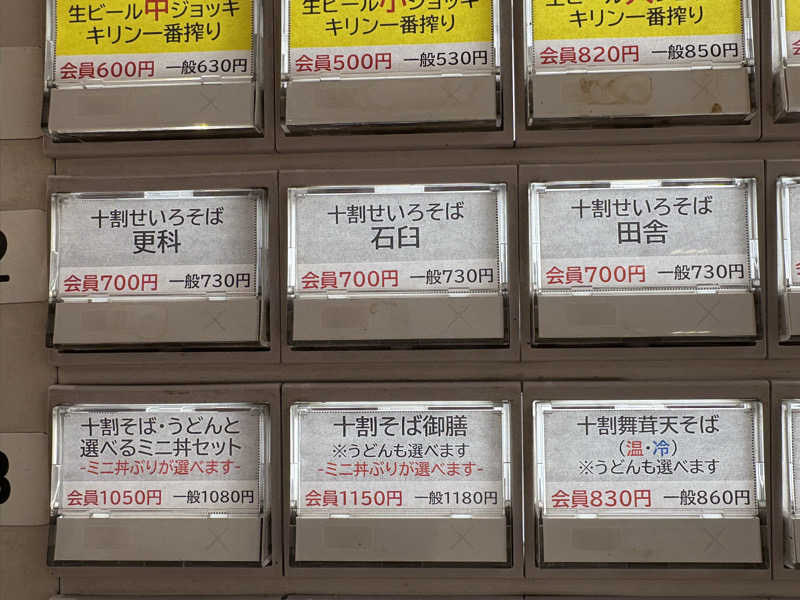 生ビール中ジョッキ
キリン一番搾り
会員600円 一般630円
生ビール小ジョッキ
キリン一番搾り
会員500円 一般530円
キリン一番搾り
会員820円 一般850円
2
十割せいろそば
更科
会員700円 一般730円
十割せいろそば
石臼
会員700円 一般730円
十割せいろそば
田舎
会員700円 一般730円
3
十割そば・うどんと
選べるミニ丼セット
-ミニ丼ぶりが選べます-
会員1050円 一般1080円
十割そば御膳
※うどんも選べます
-ミニ丼ぶりが選べます-
会員1150円 一般1180円
十割舞茸天そば
(温・冷)
※うどんも選べます
会員830円 一般860円